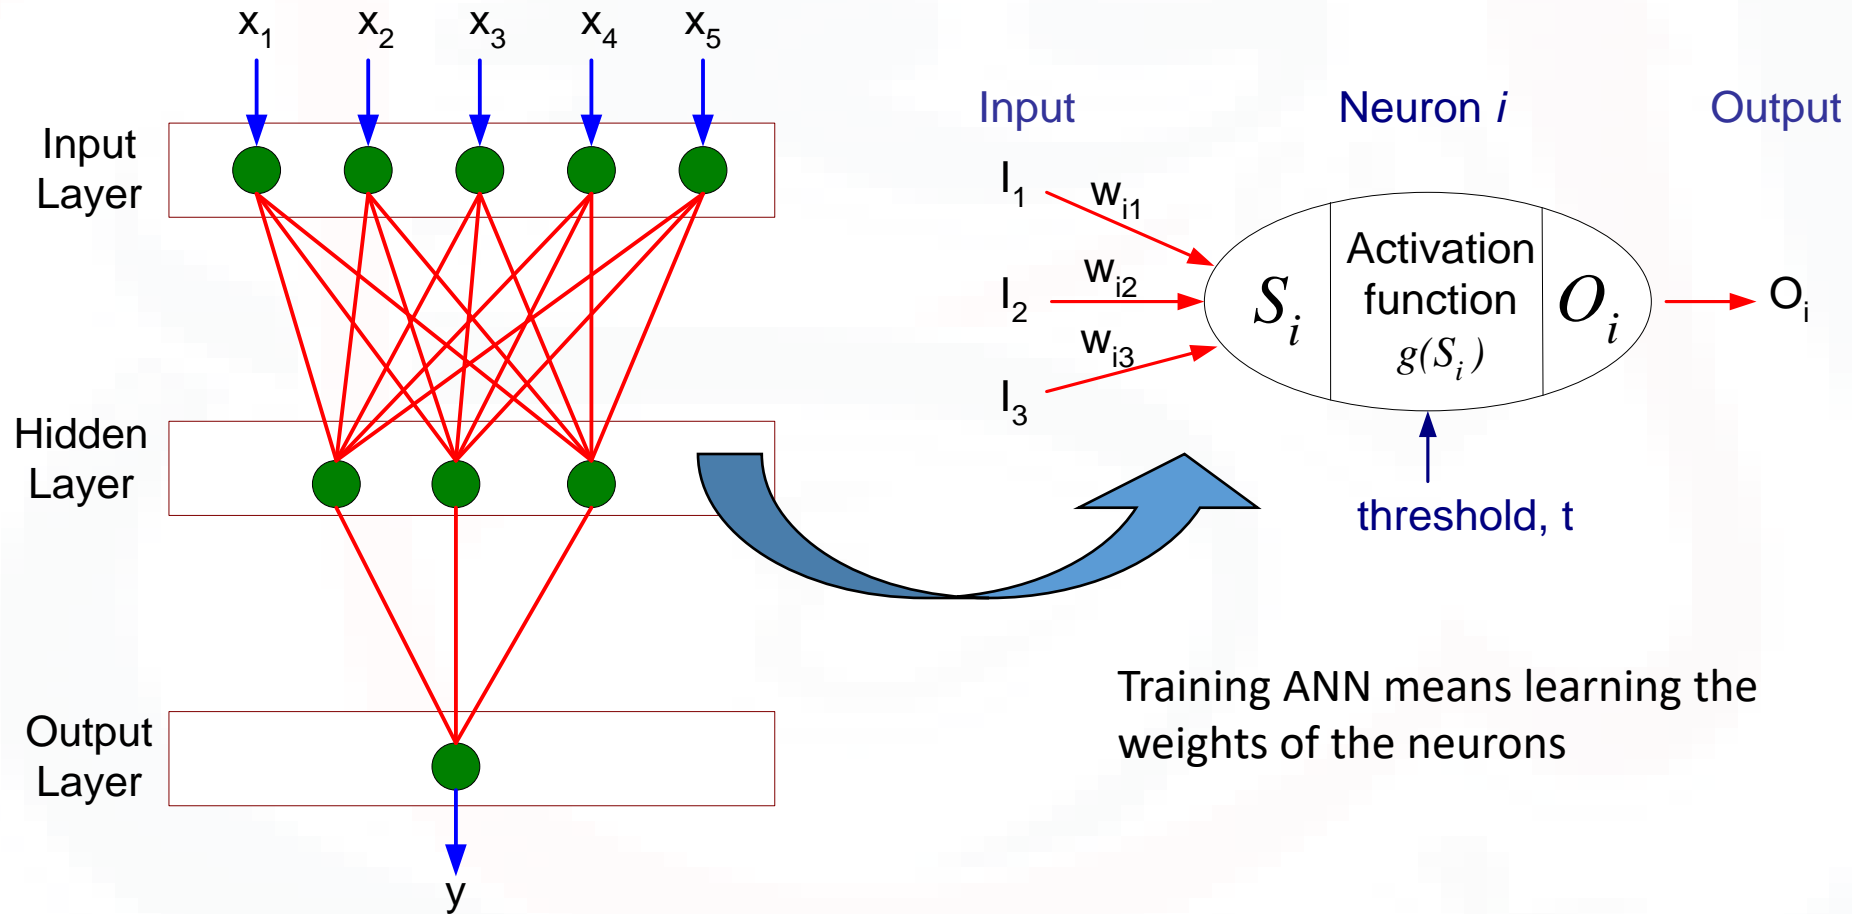 x1 x2 x3 x4 x5
Input
Layer
Hidden
Layer
Output
Layer
y
Input Neuron i Output
I1 wi1
I2 wi2
I3 wi3
Si
Activation
function
g(Si)
Oi
Oi
threshold, t
Training ANN means learning the
weights of the neurons